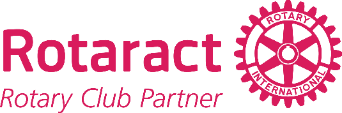 Rotaract
Rotary Club Partner
ROTARY
INTERNATIONAL